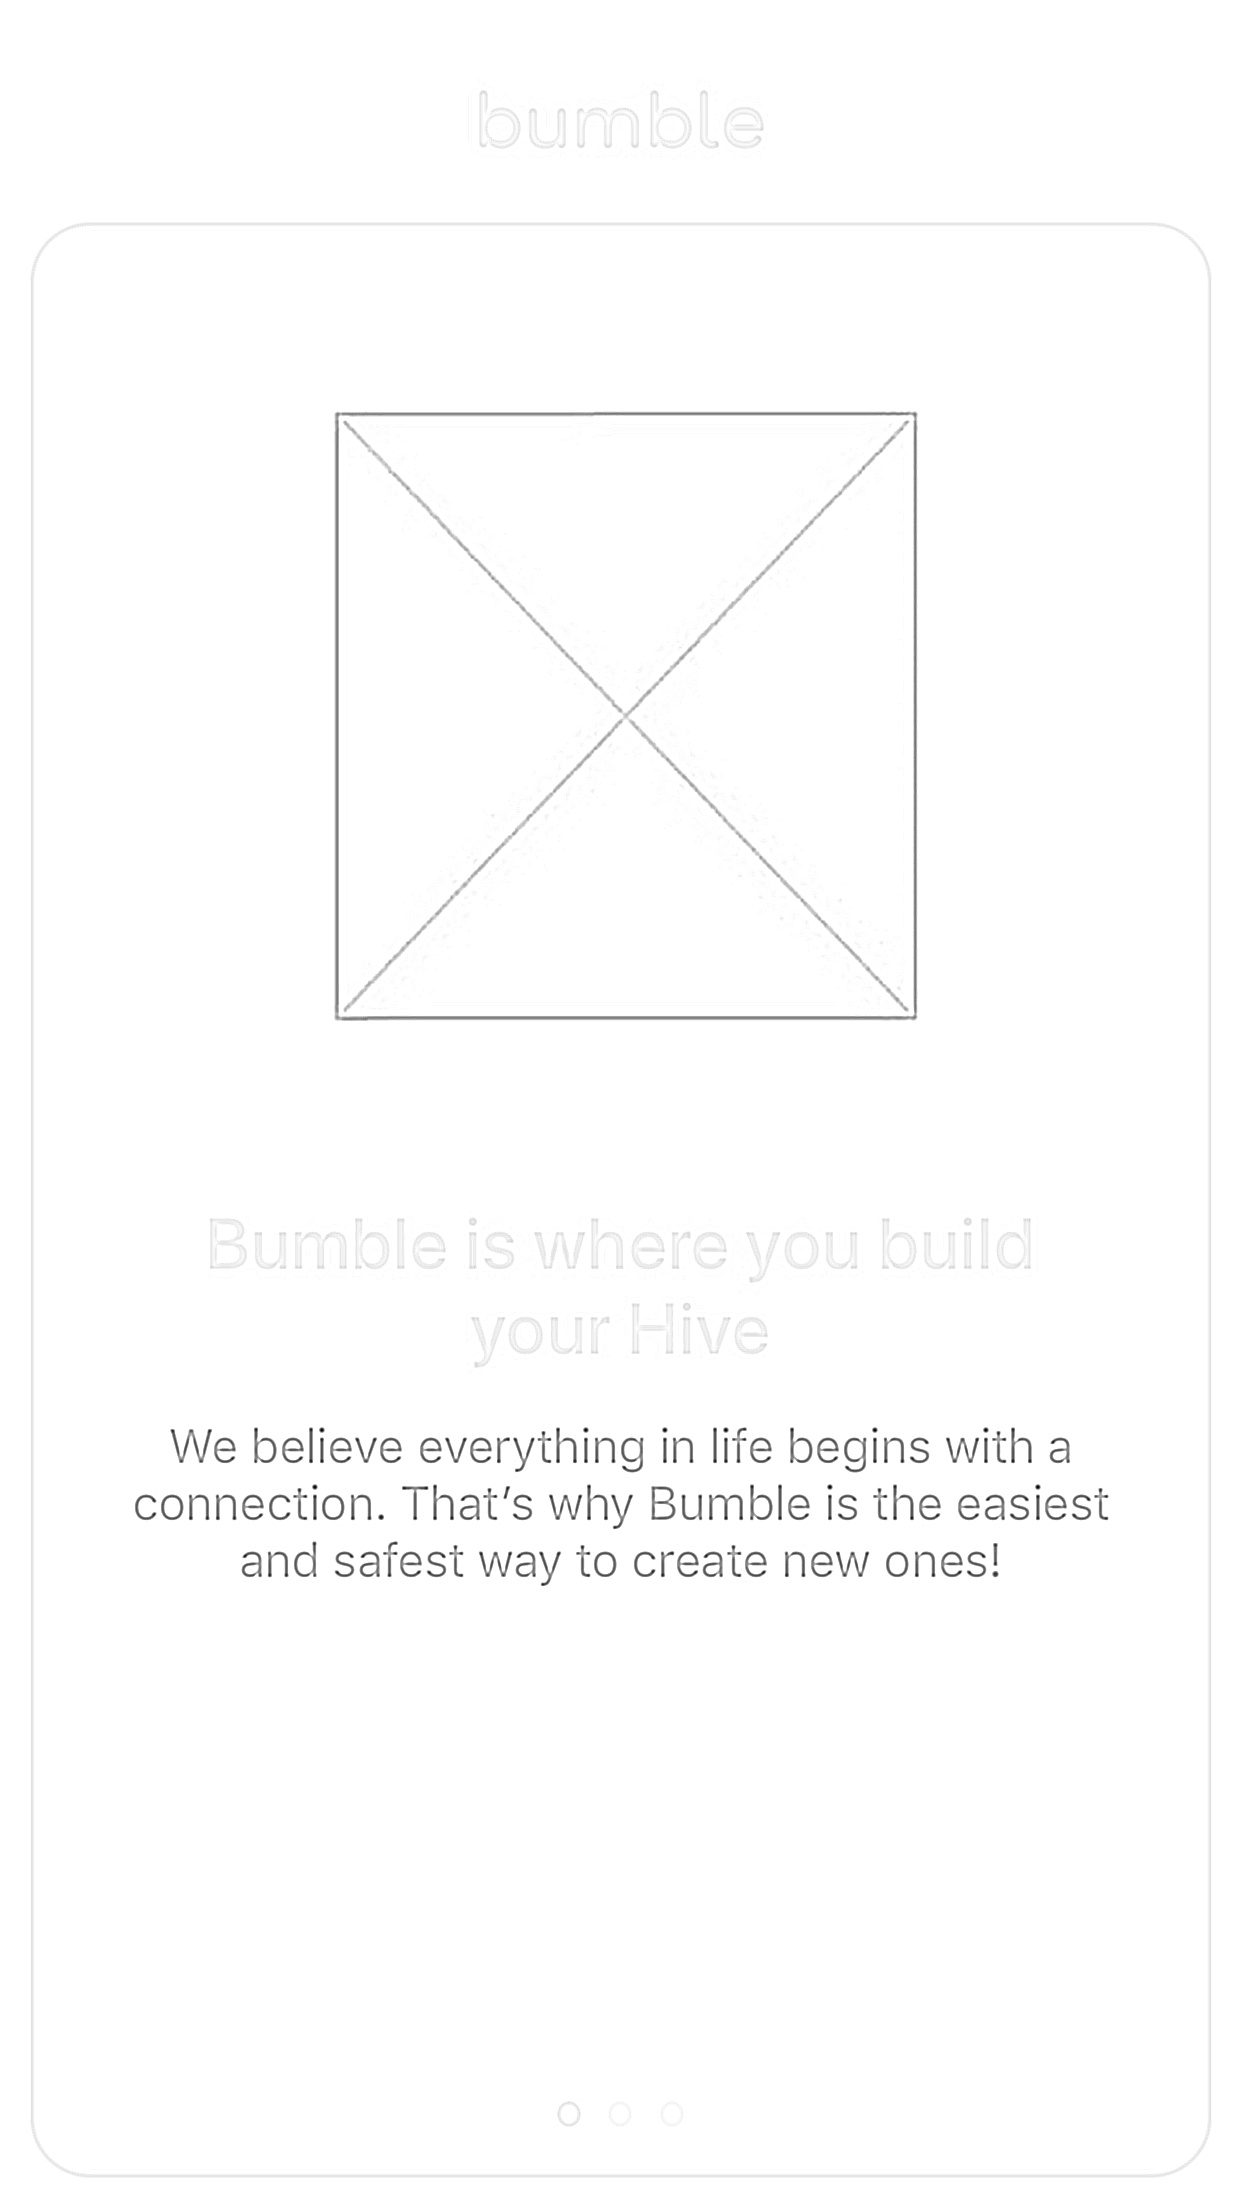 bumble
Bumble is where you build
your Hive
We believe everything in life begins with a
connection. That’s why Bumble is the easiest
and safest way to create new ones!